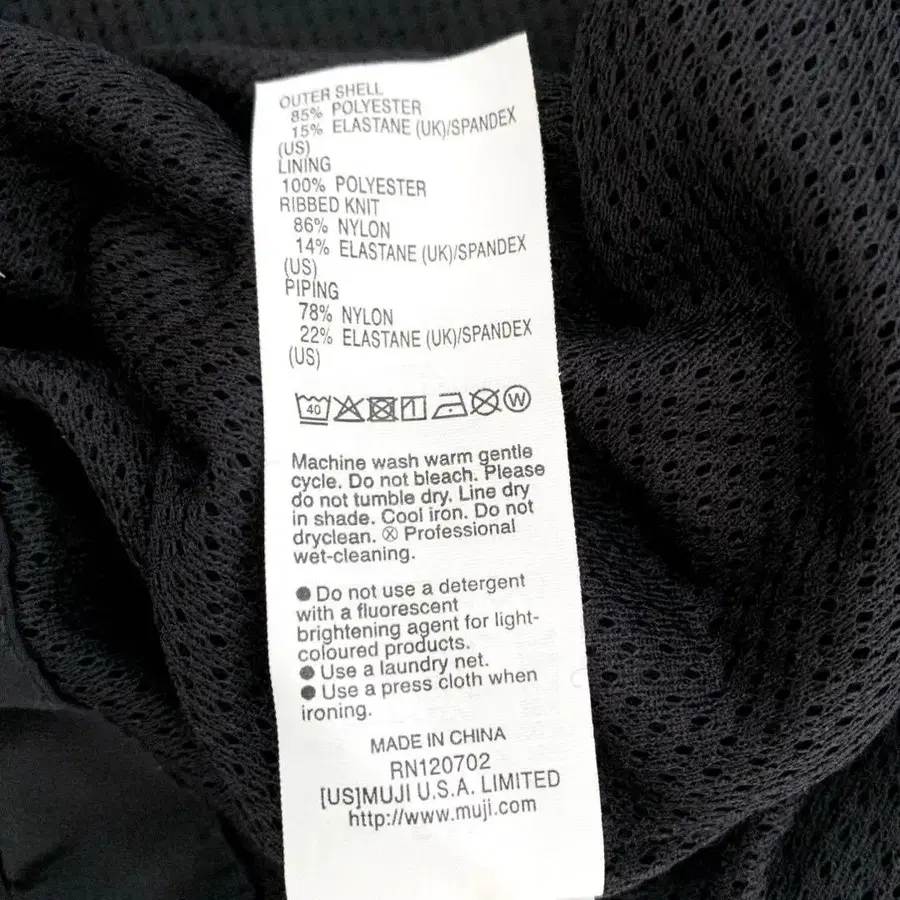 OUTER SHELL
85% POLYESTER
15% ELASTANE (UK)/SPANDEX
(US)
LINING
100% POLYESTER
RIBBED KNIT
86% NYLON
14% ELASTANE (UK)/SPANDEX
(US)
PIPING
78% NYLON
22% ELASTANE (UK)/SPANDEX
(US)
40 W
Machine wash warm gentle
cycle. Do not bleach. Please
do not tumble dry. Line dry
in shade. Cool iron. Do not
dryclean. Ⓧ Professional
wet-cleaning.
● Do not use a detergent
with a fluorescent
brightening agent for light-
coloured products.
● Use a laundry net.
● Use a press cloth when
ironing.
MADE IN CHINA
RN120702
[US]MUJI U.S.A. LIMITED
http://www.muji.com